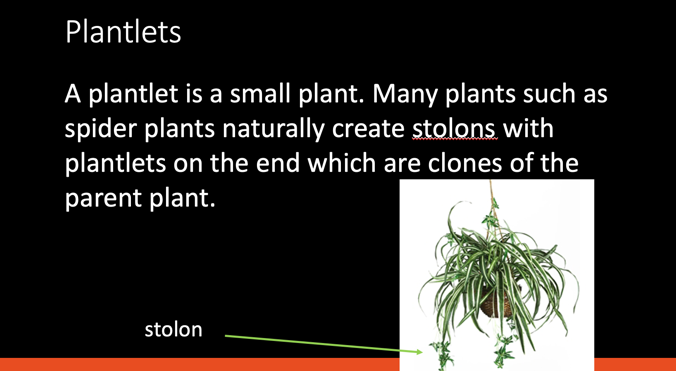 Plantlets
A plantlet is a small plant. Many plants such as
spider plants naturally create stolons with
plantlets on the end which are clones of the
parent plant.
stolon